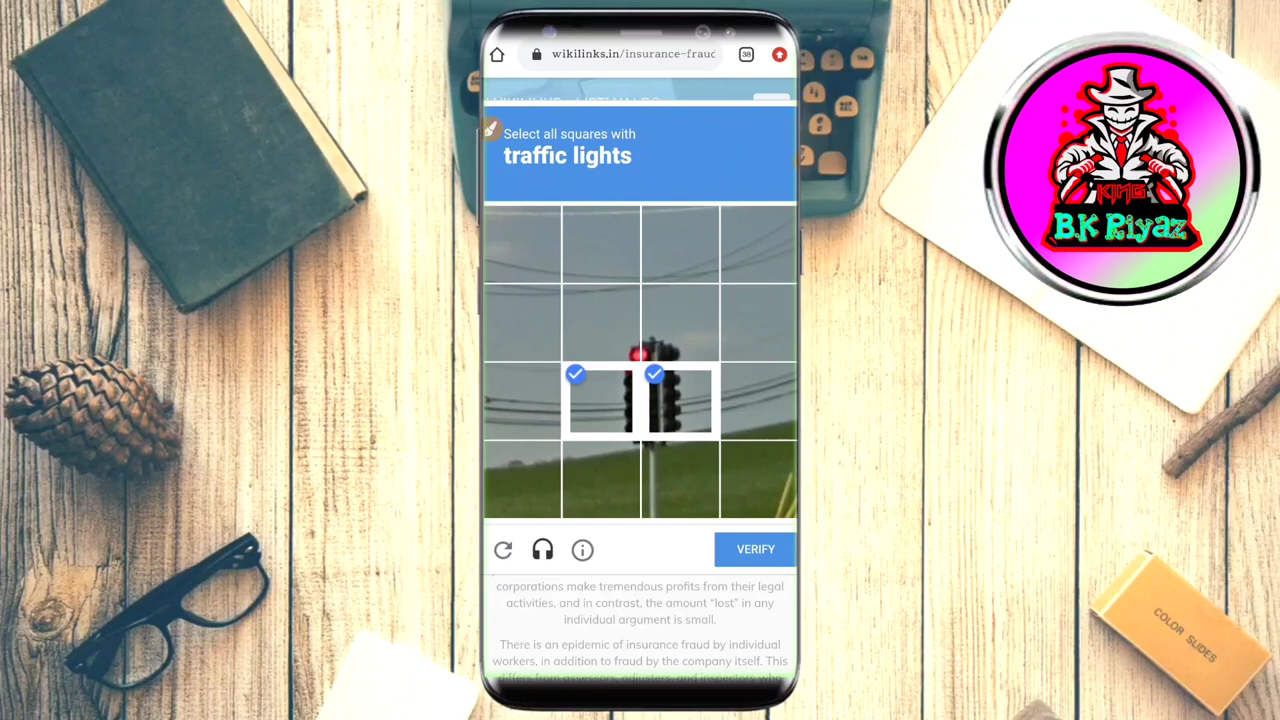 wikilinks.in/insurance-frauc
38
Select all squares with
traffic lights
VERIFY
corporations make tremendous profits from their legal
activities, and in contrast, the amount “lost” in any
individual argument is small.
There is an epidemic of insurance fraud by individual
workers, in addition to fraud by the company itself. This
KING
B.K Riyaz
COLOR SLIDES